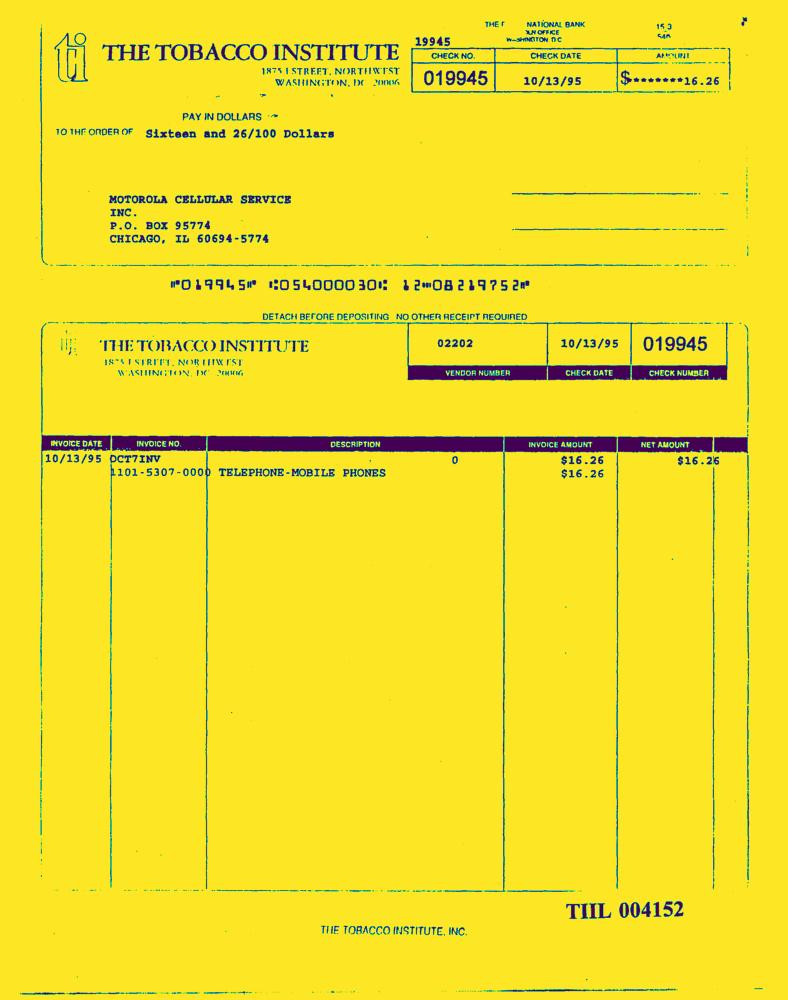 THE NATIONAL BANK
OFFICE
19945 WASHINGTON D C
THE TOBACCO INSTITUTE
1875 I STREET, NORTHWEST
WASHINGTON, DC 20006
CHECK NO. CHECK DATE AMOUNT
019945 10/13/95 $********16.26
PAY IN DOLLARS
TO THE ORDER OF Sixteen and 26/100 Dollars
MOTOROLA CELLULAR SERVICE
INC.
P.O. BOX 95774
CHICAGO, IL 60694-5774
⑈019945⑈ ⑆054000030⑆ 12⑉08219752⑈
DETACH BEFORE DEPOSITING NO OTHER RECEIPT REQUIRED
THE TOBACCO INSTITUTE
1875 I STREET, NORTHWEST
WASHINGTON, DC 20006
02202 10/13/95 019945
VENDOR NUMBER CHECK DATE CHECK NUMBER
INVOICE DATE INVOICE NO. DESCRIPTION INVOICE AMOUNT NET AMOUNT
10/13/95 OCT7INV 0 $16.26 $16.26
1101-5307-0000 TELEPHONE-MOBILE PHONES $16.26
TIIL 004152
THE TOBACCO INSTITUTE, INC.